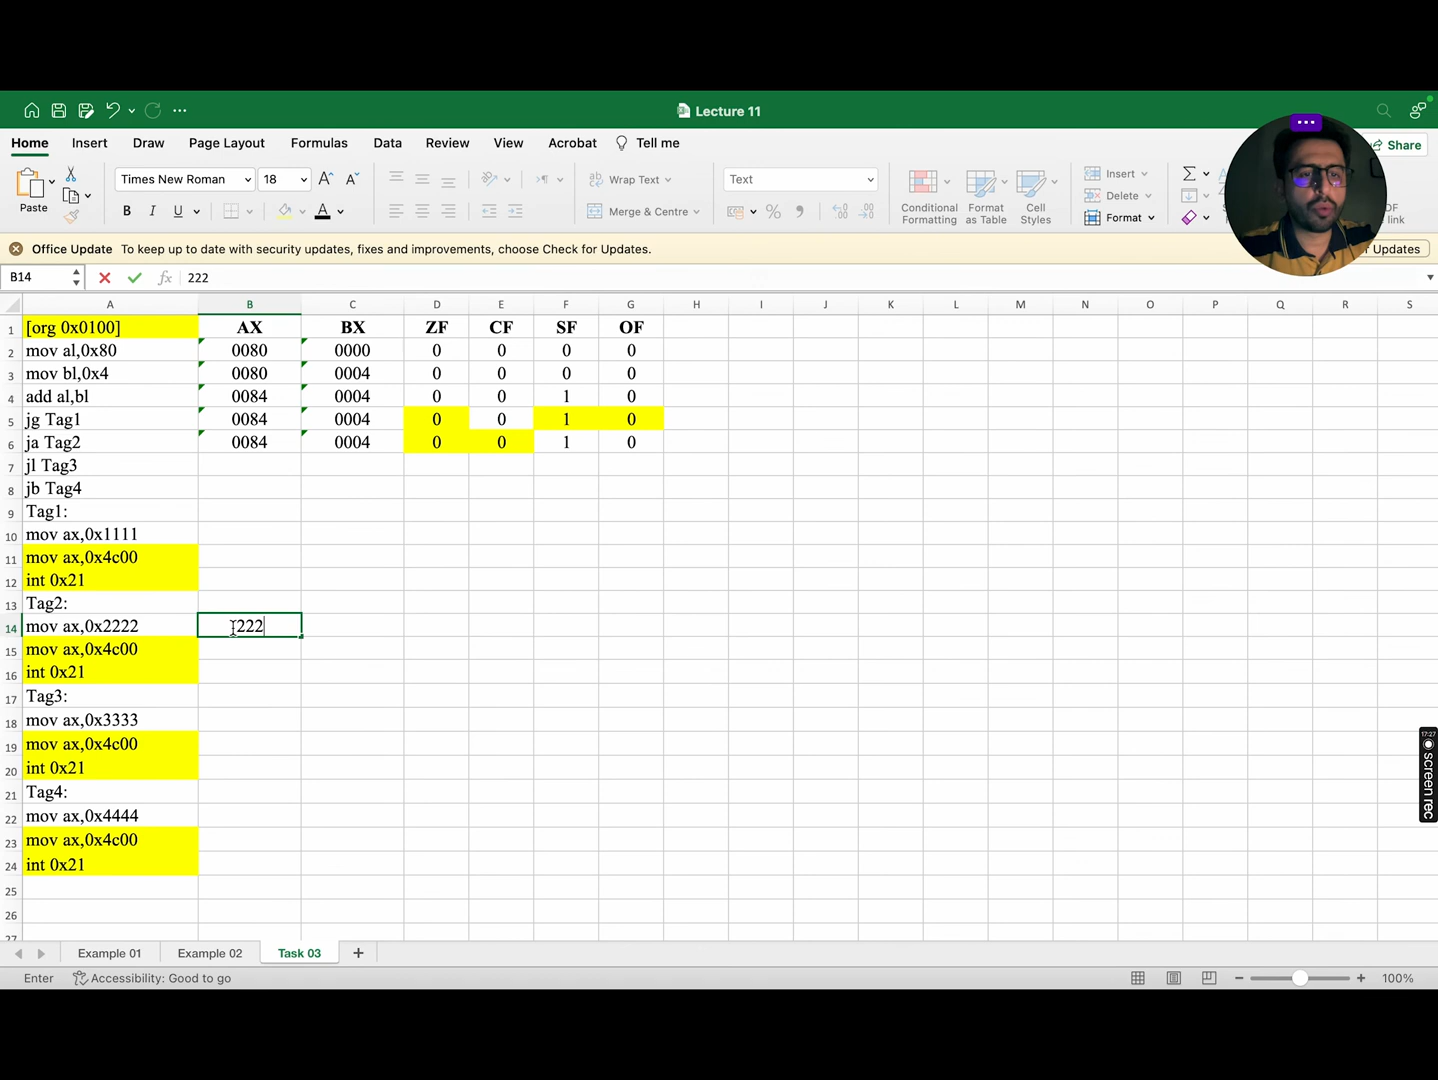 Lecture 11
Home Insert Draw Page Layout Formulas Data Review View Acrobat Tell me Share
Paste
Times New Roman 18
B I U A
Wrap Text
Merge & Centre
Text
Conditional Formatting
Format as Table
Cell Styles
Insert
Delete
Format
DF
link
Office Update To keep up to date with security updates, fixes and improvements, choose Check for Updates. Updates
B14 fx 222
A B C D E F G H I J K L M N O P Q R S
1 [org 0x0100] AX BX ZF CF SF OF
2 mov al,0x80 0080 0000 0 0 0 0
3 mov bl,0x4 0080 0004 0 0 0 0
4 add al,bl 0084 0004 0 0 1 0
5 jg Tag1 0084 0004 0 0 1 0
6 ja Tag2 0084 0004 0 0 1 0
7 jl Tag3
8 jb Tag4
9 Tag1:
10 mov ax,0x1111
11 mov ax,0x4c00
12 int 0x21
13 Tag2:
14 mov ax,0x2222 222
15 mov ax,0x4c00
16 int 0x21
17 Tag3:
18 mov ax,0x3333
19 mov ax,0x4c00
20 int 0x21
21 Tag4:
22 mov ax,0x4444
23 mov ax,0x4c00
24 int 0x21
25
26
27
17:27
screen rec
Example 01 Example 02 Task 03 +
Enter Accessibility: Good to go 100%